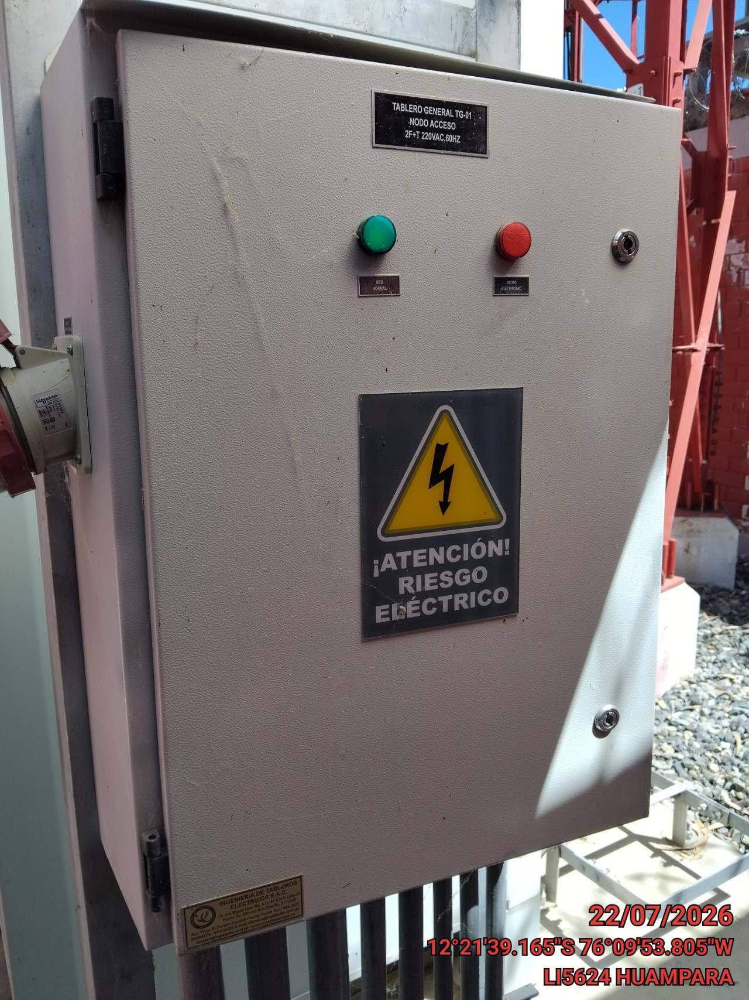 TABLERO GENERAL TG-01
NODO ACCESO
2F+T 220VAC,60HZ
RED
NORMAL
GRUPO
ELECTROGENO
Schneider
¡ATENCIÓN!
RIESGO
ELÉCTRICO
INGENIERIA DE TABLEROS
ELECTRICOS S.A.C.
22/07/2026
12°21'39.165"S 76°09'53.805"W
LI5624 HUAMPARA